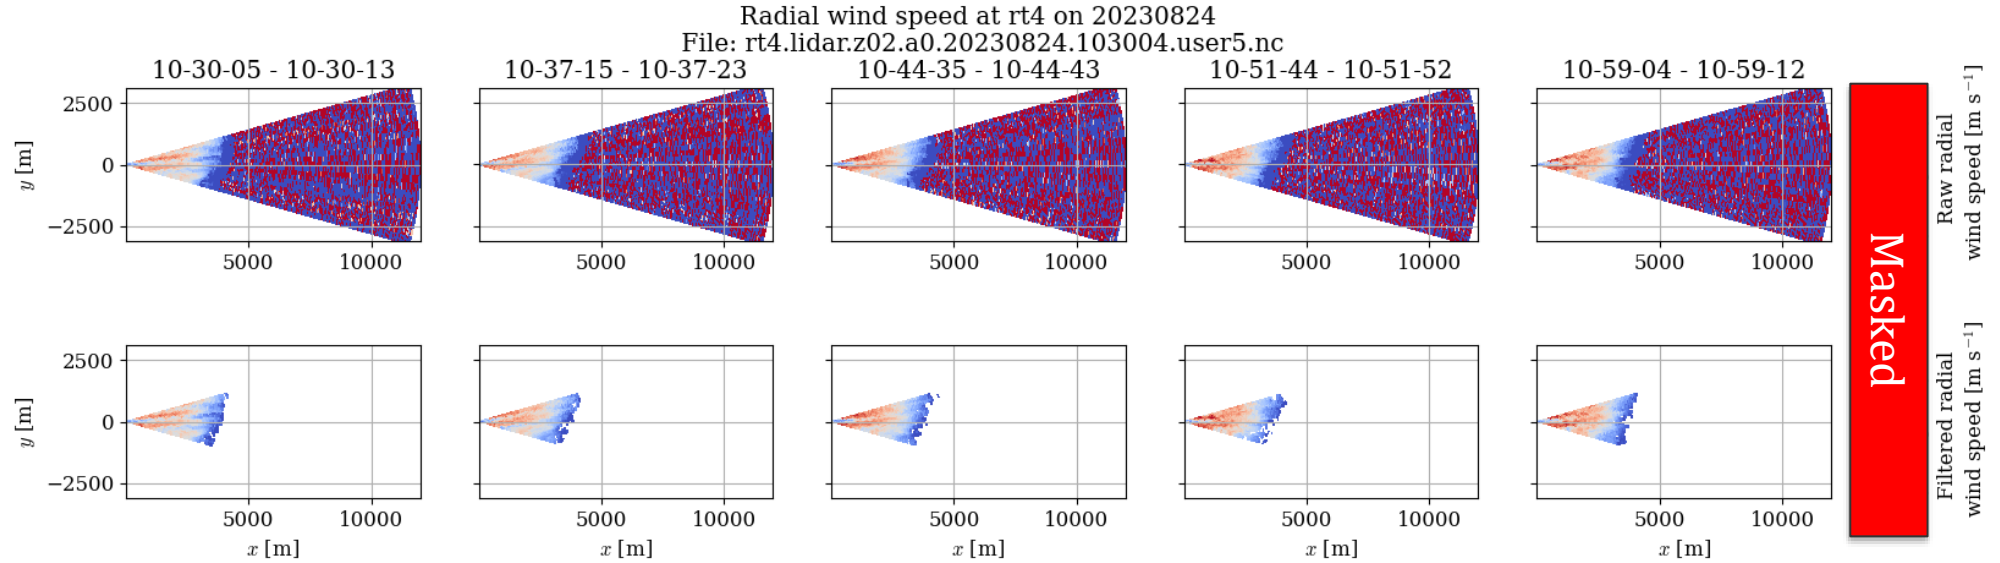 Radial wind speed at rt4 on 20230824
File: rt4.lidar.z02.a0.20230824.103004.user5.nc
10-30-05 - 10-30-13
10-37-15 - 10-37-23
10-44-35 - 10-44-43
10-51-44 - 10-51-52
10-59-04 - 10-59-12
y [m]
2500
0
−2500
5000 10000
5000 10000
5000 10000
5000 10000
5000 10000
Raw radial
wind speed [m s⁻¹]
Masked
y [m]
2500
0
−2500
5000 10000
x [m]
5000 10000
x [m]
5000 10000
x [m]
5000 10000
x [m]
5000 10000
x [m]
Filtered radial
wind speed [m s⁻¹]